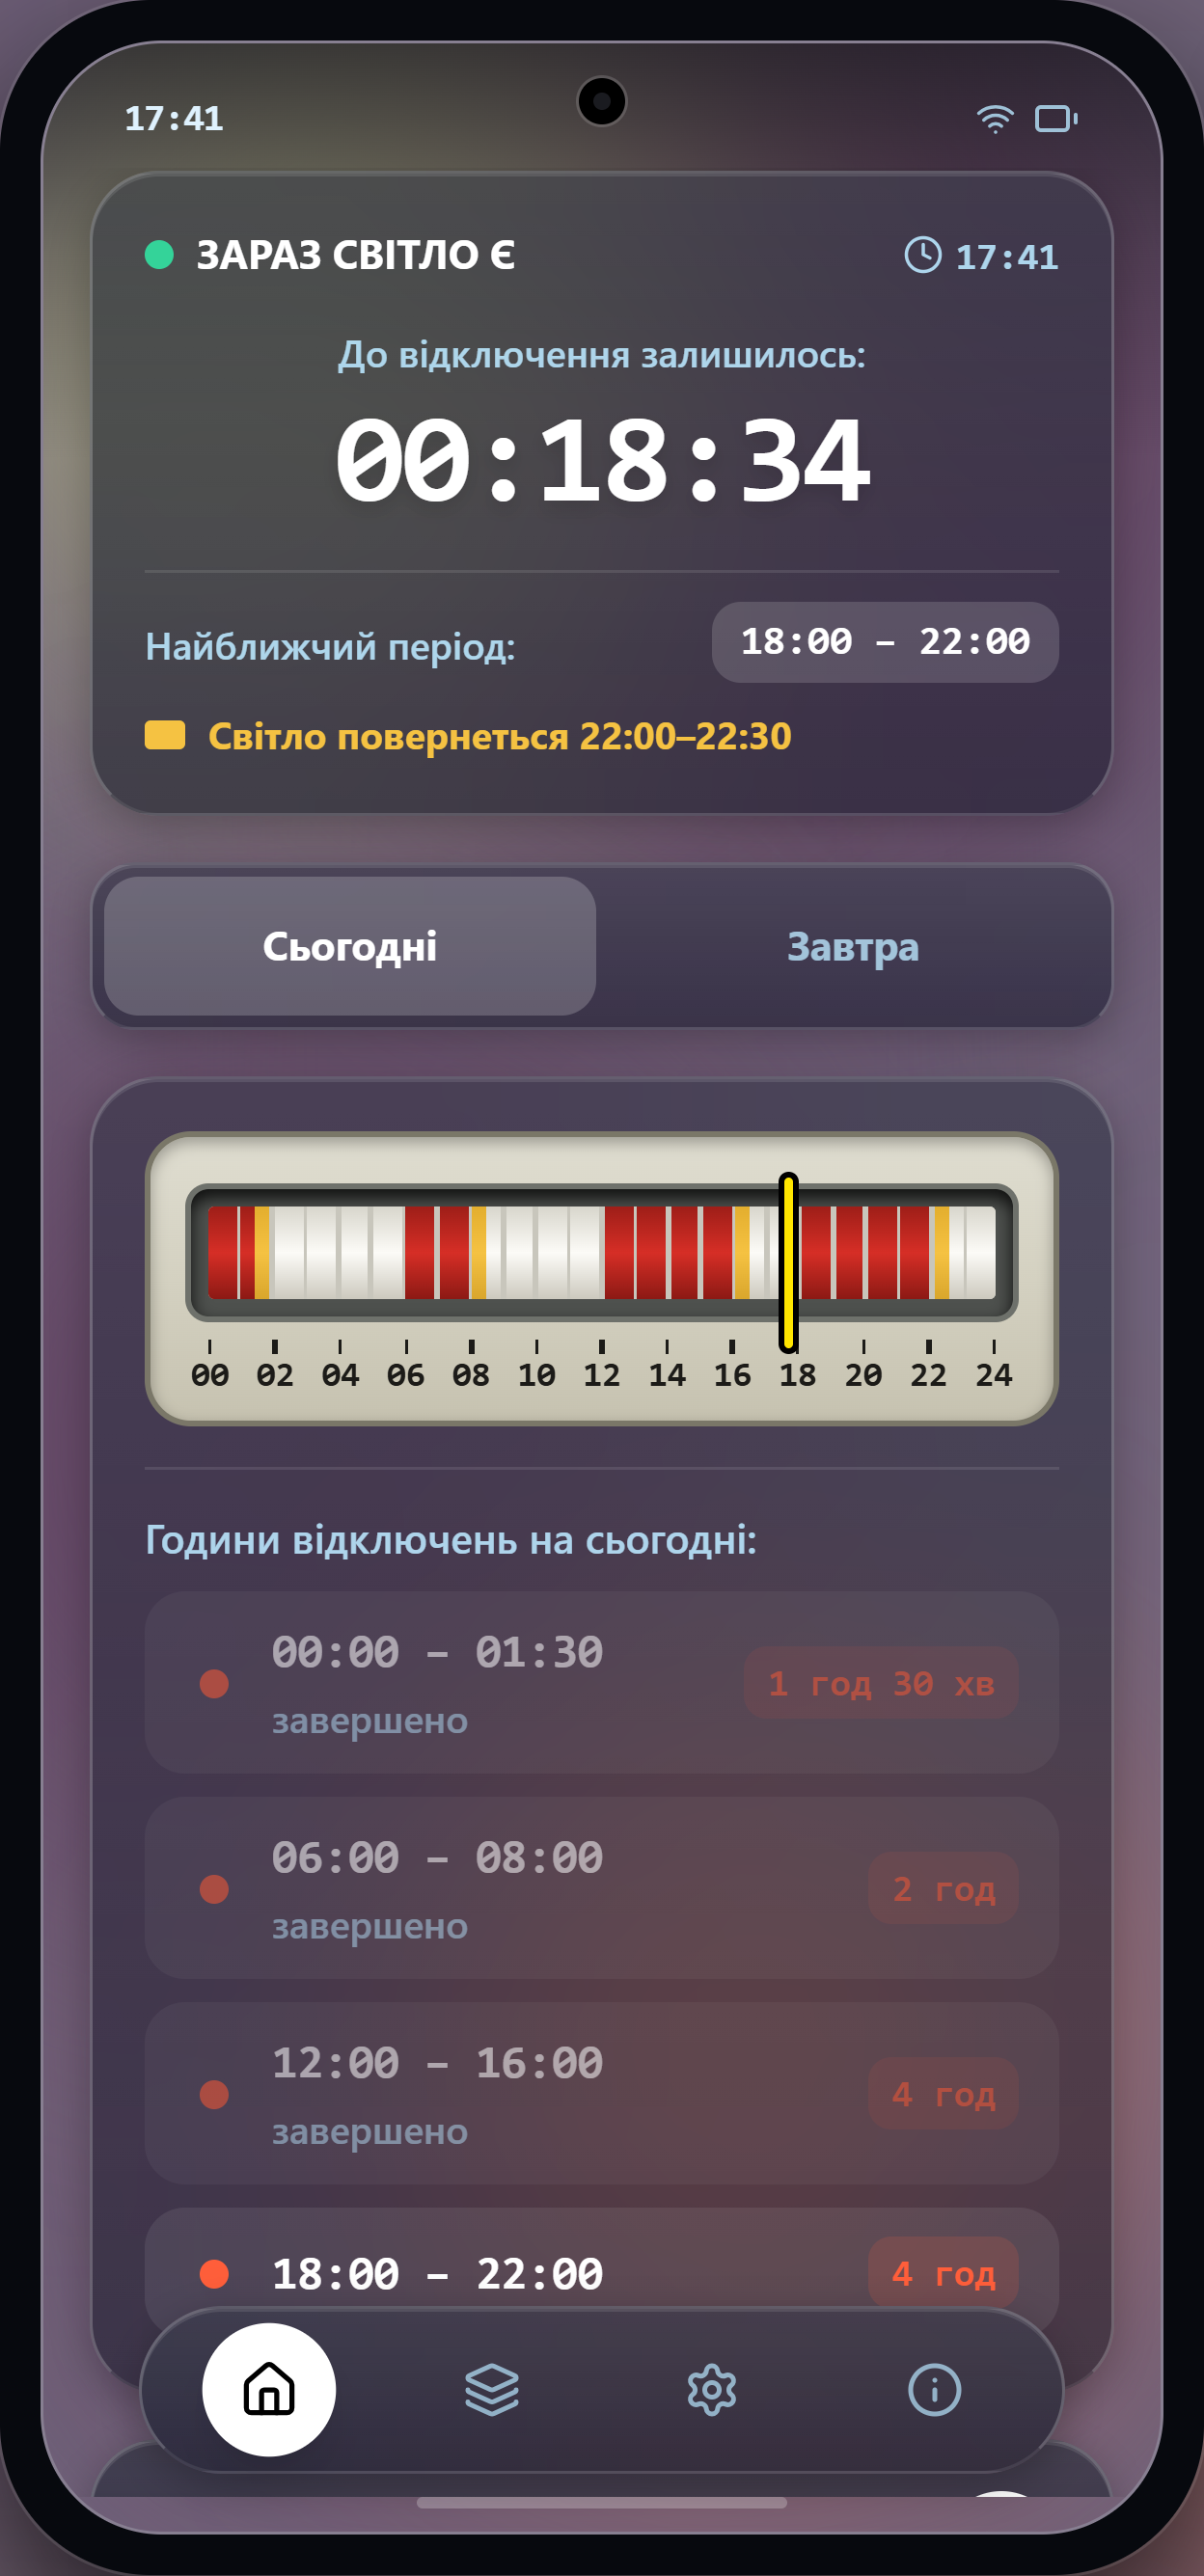 17:41
ЗАРАЗ СВІТЛО Є 17:41
До відключення залишилось:
00:18:34
Найближчий період: 18:00 – 22:00
Світло повернеться 22:00–22:30
Сьогодні Завтра
00 02 04 06 08 10 12 14 16 18 20 22 24
Години відключень на сьогодні:
00:00 – 01:30 1 год 30 хв
завершено
06:00 – 08:00 2 год
завершено
12:00 – 16:00 4 год
завершено
18:00 – 22:00 4 год